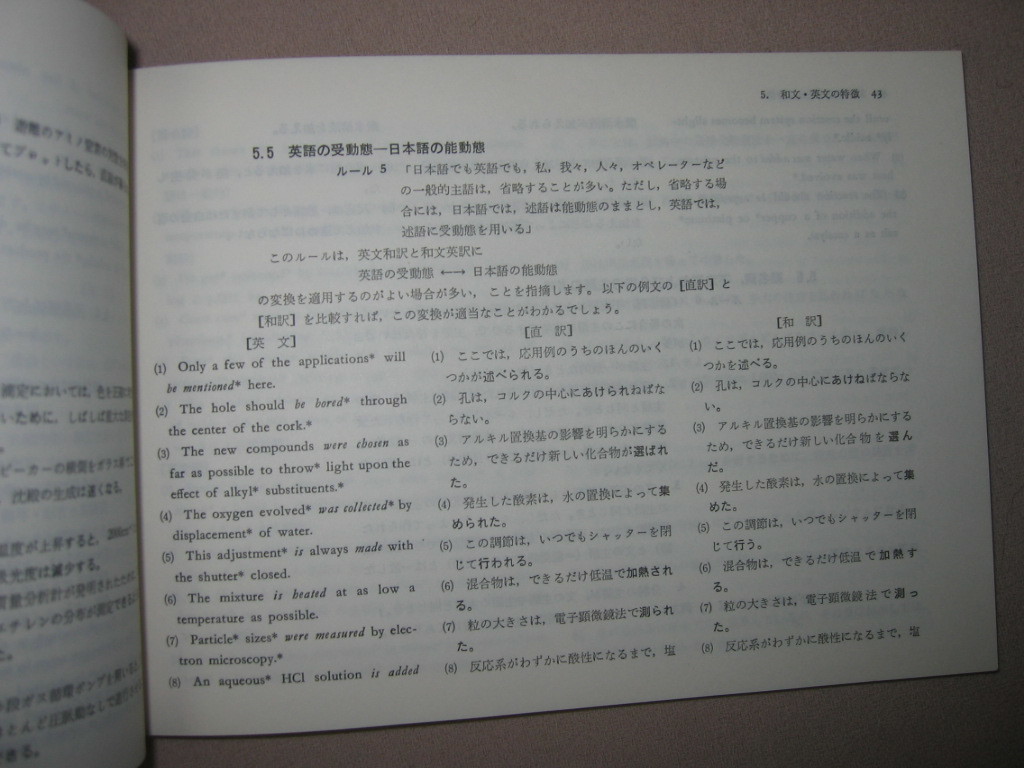 5. 和文・英文の特徴 43
5.5 英語の受動態—日本語の能動態
ルール 5 「日本語でも英語でも，私，我々，人々，オペレーターなど
の一般的主語は，省略することが多い。ただし，省略する場
合には，日本語では，述語は能動態のままとし，英語では，
述語に受動態を用いる」
このルールは，英文和訳と和文英訳に
英語の受動態 ←→ 日本語の能動態
の変換を適用するのがよい場合が多い，ことを指摘します。以下の例文の [直訳] と
[和訳] を比較すれば，この変換が適当なことがわかるでしょう。
[英 文]
(1) Only a few of the applications* will
be mentioned* here.
(2) The hole should be bored* through
the center of the cork.*
(3) The new compounds were chosen as
far as possible to throw* light upon the
effect of alkyl* substituents.*
(4) The oxygen evolved* was collected* by
displacement* of water.
(5) This adjustment* is always made with
the shutter* closed.
(6) The mixture is heated at as low a
temperature as possible.
(7) Particle* sizes* were measured by elec-
tron microscopy.*
(8) An aqueous* HCl solution is added
[直 訳]
(1) ここでは，応用例のうちのほんのいく
つかが述べられる。
(2) 孔は，コルクの中心にあけられねばな
らない。
(3) アルキル置換基の影響を明らかにする
ため，できるだけ新しい化合物が選ばれ
た。
(4) 発生した酸素は，水の置換によって集
められた。
(5) この調節は，いつでもシャッターを閉
じて行われる。
(6) 混合物は，できるだけ低温で加熱され
る。
(7) 粒の大きさは，電子顕微鏡法で測られ
た。
(8) 反応系がわずかに酸性になるまで，塩
[和 訳]
(1) ここでは，応用例のうちのほんのいく
つかを述べる。
(2) 孔は，コルクの中心にあけねばならな
い。
(3) アルキル置換基の影響を明らかにする
ため，できるだけ新しい化合物を選ん
だ。
(4) 発生した酸素は，水の置換によって集
めた。
(5) この調節は，いつでもシャッターを閉
じて行う。
(6) 混合物は，できるだけ低温で加熱す
る。
(7) 粒の大きさは，電子顕微鏡法で測っ
た。
(8) 反応系がわずかに酸性になるまで，塩